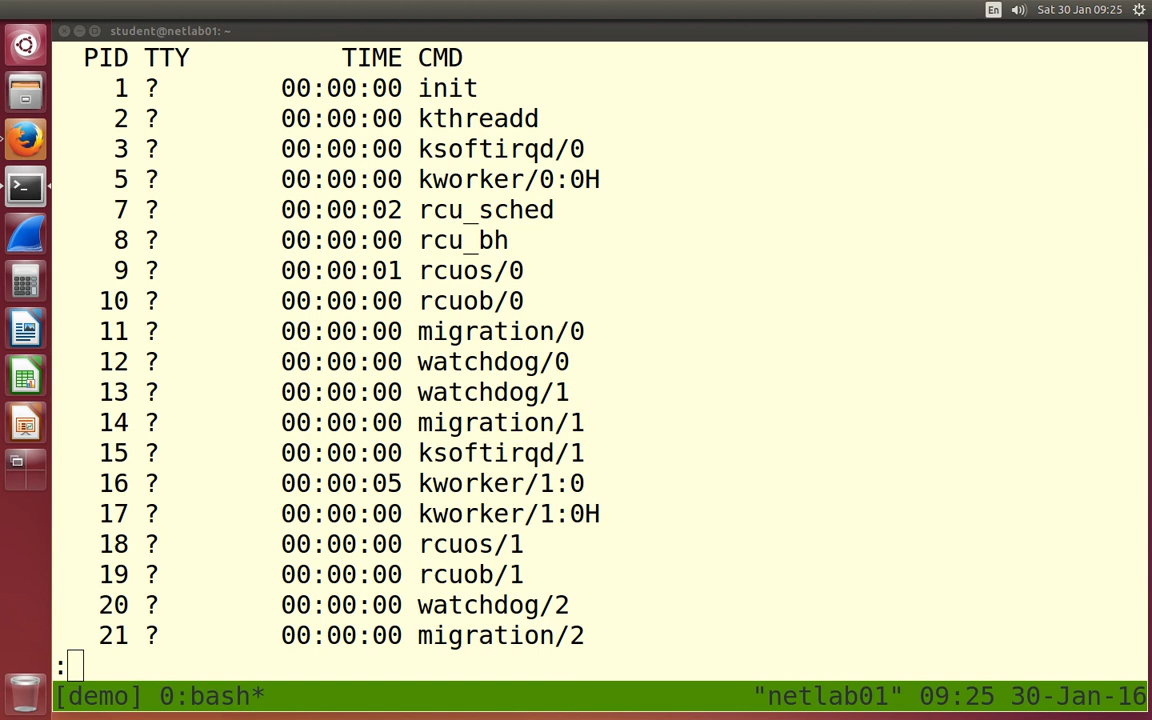 En Sat 30 Jan 09:25
student@netlab01: ~
PID TTY TIME CMD
1 ? 00:00:00 init
2 ? 00:00:00 kthreadd
3 ? 00:00:00 ksoftirqd/0
5 ? 00:00:00 kworker/0:0H
7 ? 00:00:02 rcu_sched
8 ? 00:00:00 rcu_bh
9 ? 00:00:01 rcuos/0
10 ? 00:00:00 rcuob/0
11 ? 00:00:00 migration/0
12 ? 00:00:00 watchdog/0
13 ? 00:00:00 watchdog/1
14 ? 00:00:00 migration/1
15 ? 00:00:00 ksoftirqd/1
16 ? 00:00:05 kworker/1:0
17 ? 00:00:00 kworker/1:0H
18 ? 00:00:00 rcuos/1
19 ? 00:00:00 rcuob/1
20 ? 00:00:00 watchdog/2
21 ? 00:00:00 migration/2
:
[demo] 0:bash* "netlab01" 09:25 30-Jan-16